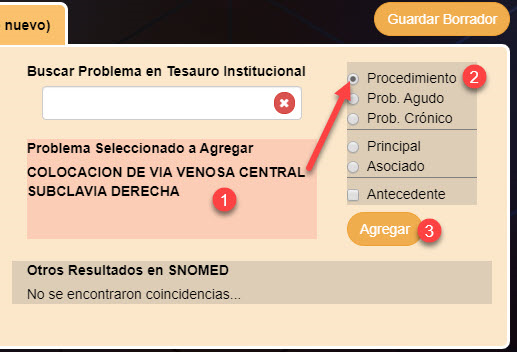 nuevo)
Guardar Borrador
Buscar Problema en Tesauro Institucional
Problema Seleccionado a Agregar
COLOCACION DE VIA VENOSA CENTRAL
SUBCLAVIA DERECHA
1
Procedimiento
2
Prob. Agudo
Prob. Crónico
Principal
Asociado
Antecedente
Agregar
3
Otros Resultados en SNOMED
No se encontraron coincidencias...